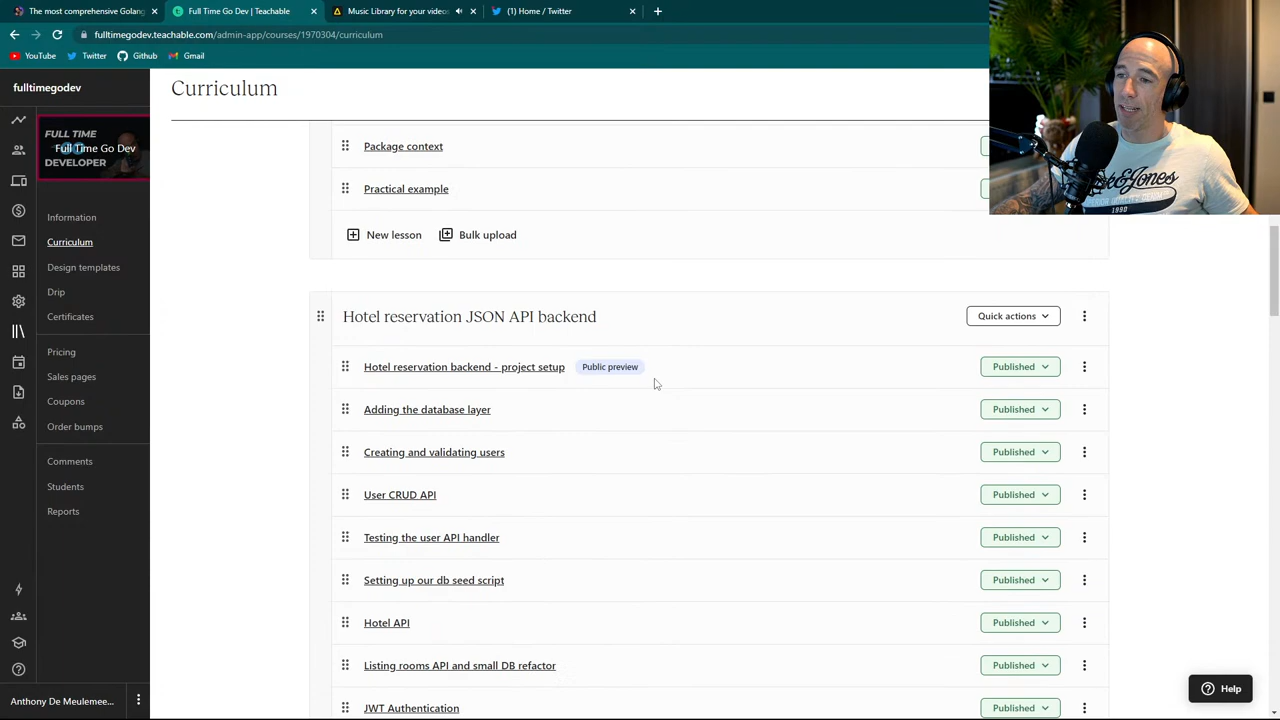 The most comprehensive Golang
Full Time Go Dev | Teachable
Music Library for your videos
(1) Home / Twitter
fulltimegodev.teachable.com/admin-app/courses/1970304/curriculum
YouTube
Twitter
Github
Gmail
fulltimegodev
FULL TIME
Full Time Go Dev
DEVELOPER
Information
Curriculum
Design templates
Drip
Certificates
Pricing
Sales pages
Coupons
Order bumps
Comments
Students
Reports
Anthony De Meulemee...
Curriculum
Package context
Practical example
New lesson
Bulk upload
Hotel reservation JSON API backend
Quick actions
Hotel reservation backend - project setup
Public preview
Published
Adding the database layer
Published
Creating and validating users
Published
User CRUD API
Published
Testing the user API handler
Published
Setting up our db seed script
Published
Hotel API
Published
Listing rooms API and small DB refactor
Published
JWT Authentication
Published
Help
1990